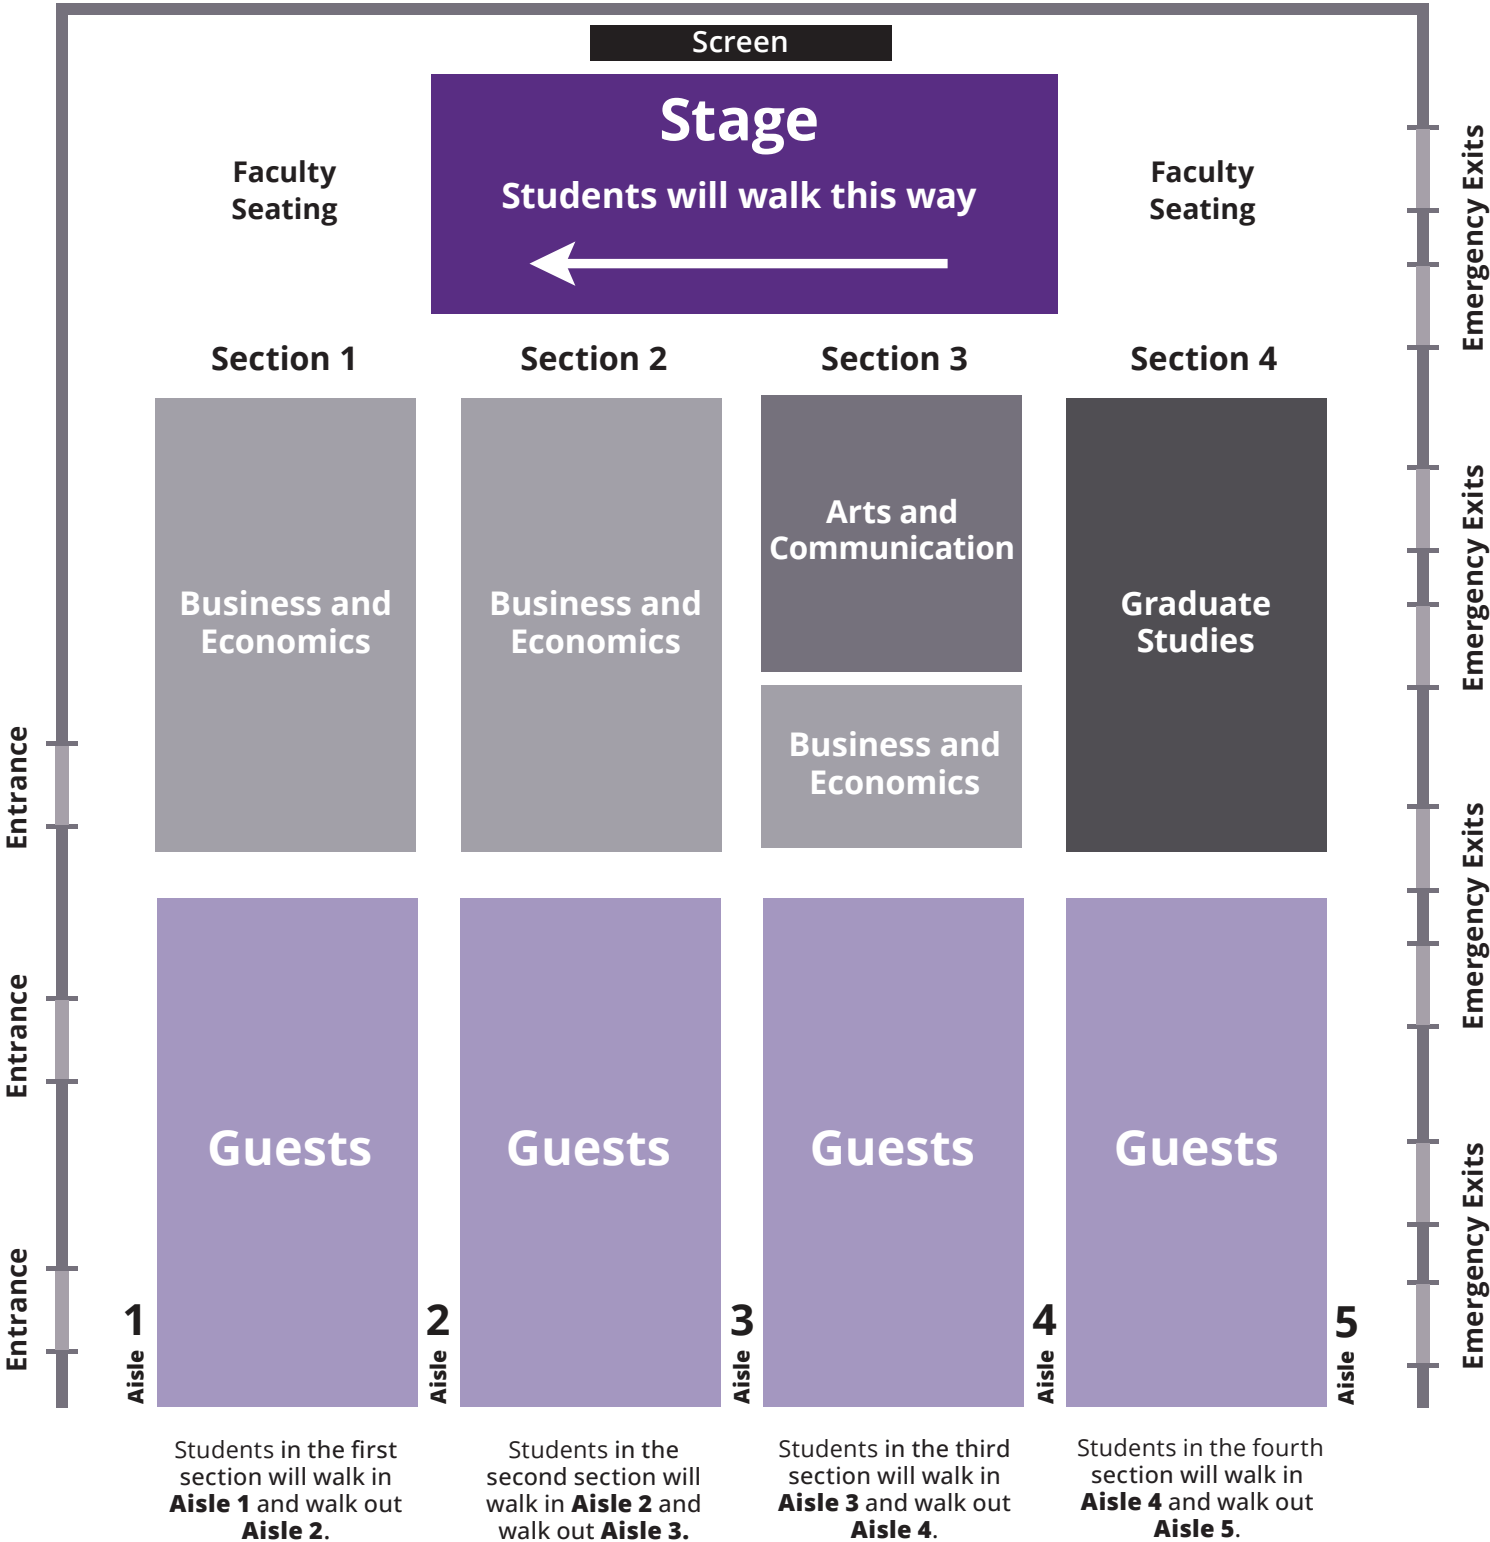 Screen
Stage
Students will walk this way
Faculty
Seating
Faculty
Seating
Emergency Exits
Section 1
Section 2
Section 3
Section 4
Business and
Economics
Business and
Economics
Arts and
Communication
Business and
Economics
Graduate
Studies
Emergency Exits
Entrance
Entrance
Entrance
Emergency Exits
Emergency Exits
Guests
Guests
Guests
Guests
1
Aisle
2
Aisle
3
Aisle
4
Aisle
5
Aisle
Students in the first
section will walk in
Aisle 1 and walk out
Aisle 2.
Students in the
second section will
walk in Aisle 2 and
walk out Aisle 3.
Students in the third
section will walk in
Aisle 3 and walk out
Aisle 4.
Students in the fourth
section will walk in
Aisle 4 and walk out
Aisle 5.